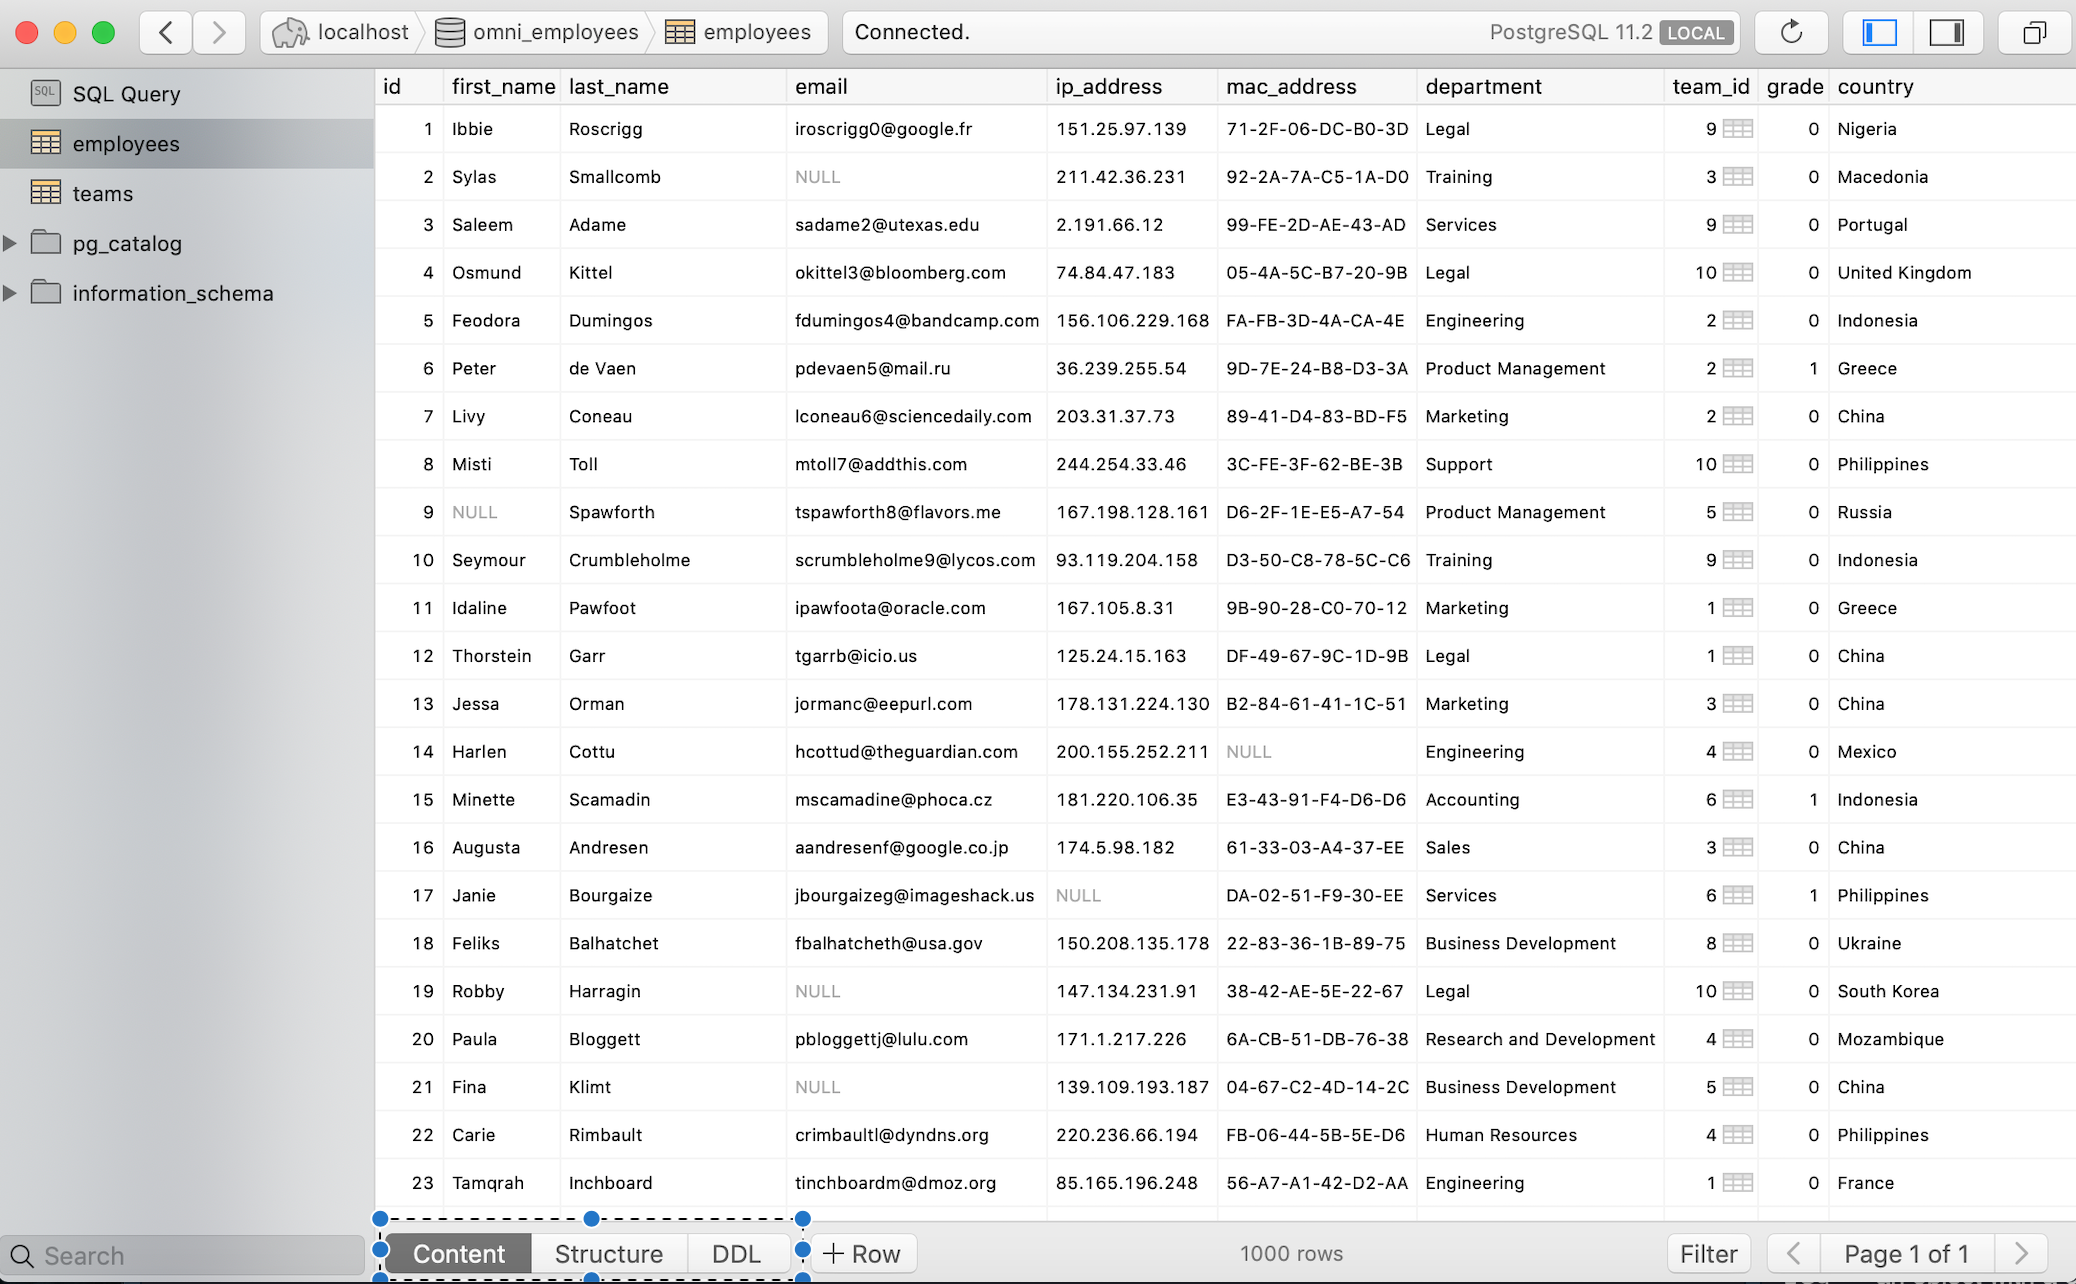 localhost omni_employees employees Connected. PostgreSQL 11.2 LOCAL
SQL SQL Query
employees
teams
pg_catalog
information_schema
id first_name last_name email ip_address mac_address department team_id grade country
1 Ibbie Roscrigg iroscrigg0@google.fr 151.25.97.139 71-2F-06-DC-B0-3D Legal 9 0 Nigeria
2 Sylas Smallcomb NULL 211.42.36.231 92-2A-7A-C5-1A-D0 Training 3 0 Macedonia
3 Saleem Adame sadame2@utexas.edu 2.191.66.12 99-FE-2D-AE-43-AD Services 9 0 Portugal
4 Osmund Kittel okittel3@bloomberg.com 74.84.47.183 05-4A-5C-B7-20-9B Legal 10 0 United Kingdom
5 Feodora Dumingos fdumingos4@bandcamp.com 156.106.229.168 FA-FB-3D-4A-CA-4E Engineering 2 0 Indonesia
6 Peter de Vaen pdevaen5@mail.ru 36.239.255.54 9D-7E-24-B8-D3-3A Product Management 2 1 Greece
7 Livy Coneau lconeau6@sciencedaily.com 203.31.37.73 89-41-D4-83-BD-F5 Marketing 2 0 China
8 Misti Toll mtoll7@addthis.com 244.254.33.46 3C-FE-3F-62-BE-3B Support 10 0 Philippines
9 NULL Spawforth tspawforth8@flavors.me 167.198.128.161 D6-2F-1E-E5-A7-54 Product Management 5 0 Russia
10 Seymour Crumbleholme scrumbleholme9@lycos.com 93.119.204.158 D3-50-C8-78-5C-C6 Training 9 0 Indonesia
11 Idaline Pawfoot ipawfoota@oracle.com 167.105.8.31 9B-90-28-C0-70-12 Marketing 1 0 Greece
12 Thorstein Garr tgarrb@icio.us 125.24.15.163 DF-49-67-9C-1D-9B Legal 1 0 China
13 Jessa Orman jormanc@eepurl.com 178.131.224.130 B2-84-61-41-1C-51 Marketing 3 0 China
14 Harlen Cottu hcottud@theguardian.com 200.155.252.211 NULL Engineering 4 0 Mexico
15 Minette Scamadin mscamadine@phoca.cz 181.220.106.35 E3-43-91-F4-D6-D6 Accounting 6 1 Indonesia
16 Augusta Andresen aandresenf@google.co.jp 174.5.98.182 61-33-03-A4-37-EE Sales 3 0 China
17 Janie Bourgaize jbourgaizeg@imageshack.us NULL DA-02-51-F9-30-EE Services 6 1 Philippines
18 Feliks Balhatchet fbalhatcheth@usa.gov 150.208.135.178 22-83-36-1B-89-75 Business Development 8 0 Ukraine
19 Robby Harragin NULL 147.134.231.91 38-42-AE-5E-22-67 Legal 10 0 South Korea
20 Paula Bloggett pbloggettj@lulu.com 171.1.217.226 6A-CB-51-DB-76-38 Research and Development 4 0 Mozambique
21 Fina Klimt NULL 139.109.193.187 04-67-C2-4D-14-2C Business Development 5 0 China
22 Carie Rimbault crimbaultl@dyndns.org 220.236.66.194 FB-06-44-5B-5E-D6 Human Resources 4 0 Philippines
23 Tamqrah Inchboard tinchboardm@dmoz.org 85.165.196.248 56-A7-A1-42-D2-AA Engineering 1 0 France
Search Content Structure DDL + Row 1000 rows Filter Page 1 of 1